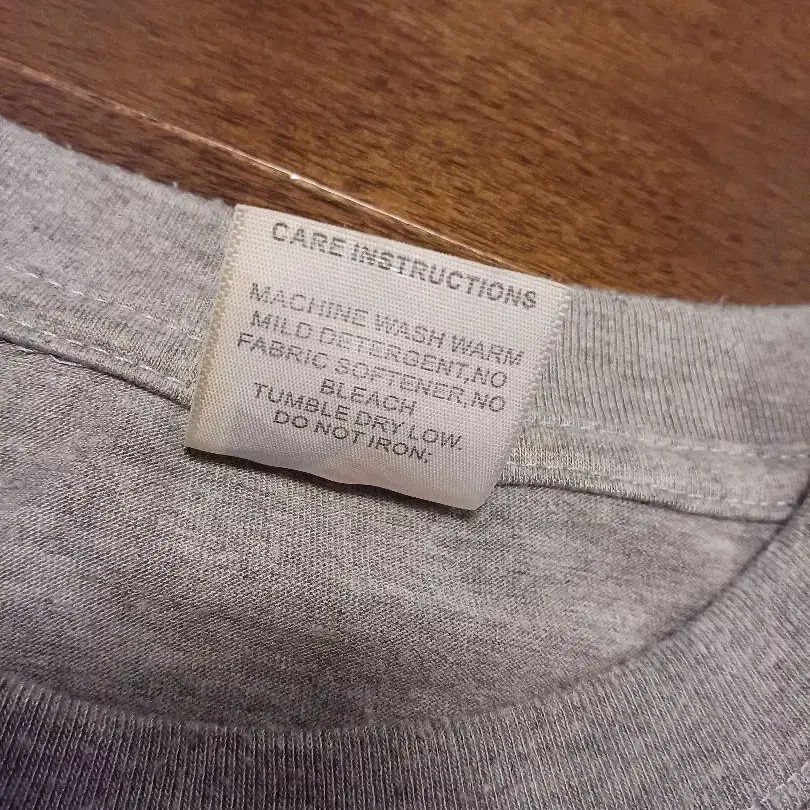 CARE INSTRUCTIONS
MACHINE WASH WARM
MILD DETERGENT,NO
FABRIC SOFTENER,NO
BLEACH
TUMBLE DRY LOW.
DO NOT IRON;